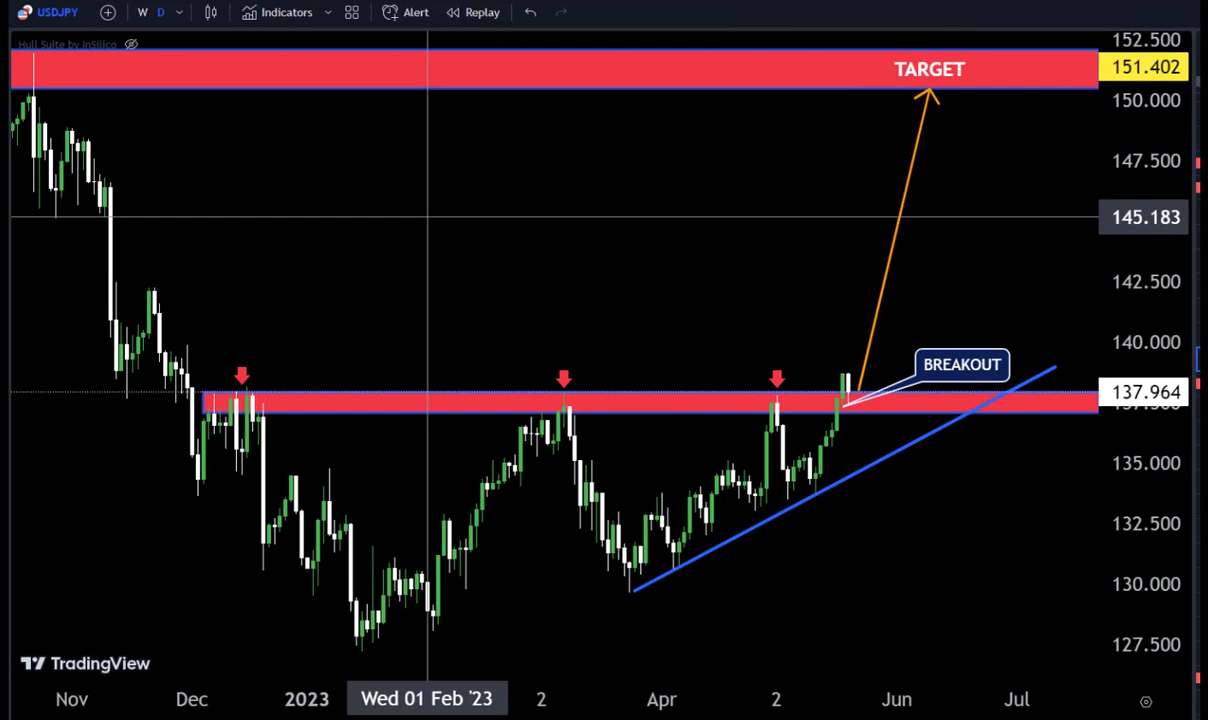 USDJPY W D Indicators Alert Replay
Hull Suite by InSilico
152.500
TARGET
151.402
150.000
147.500
145.183
142.500
140.000
BREAKOUT
137.964
135.000
132.500
130.000
127.500
TradingView
Nov Dec 2023 Wed 01 Feb '23 2 Apr 2 Jun Jul